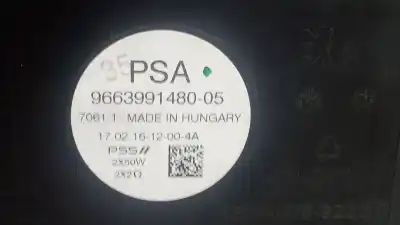 35
PSA
9663991480-05
7061 1 MADE IN HUNGARY
17 02 16-12-00-4A
PSS
2X50W
2X2Ω